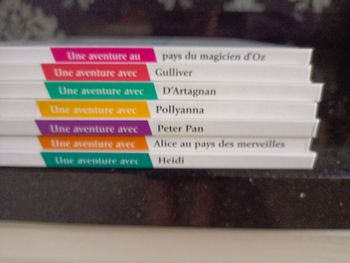 Une aventure au pays du magicien d'Oz
Une aventure avec Gulliver
Une aventure avec D'Artagnan
Une aventure avec Pollyanna
Une aventure avec Peter Pan
Une aventure avec Alice au pays des merveilles
Une aventure avec Heidi